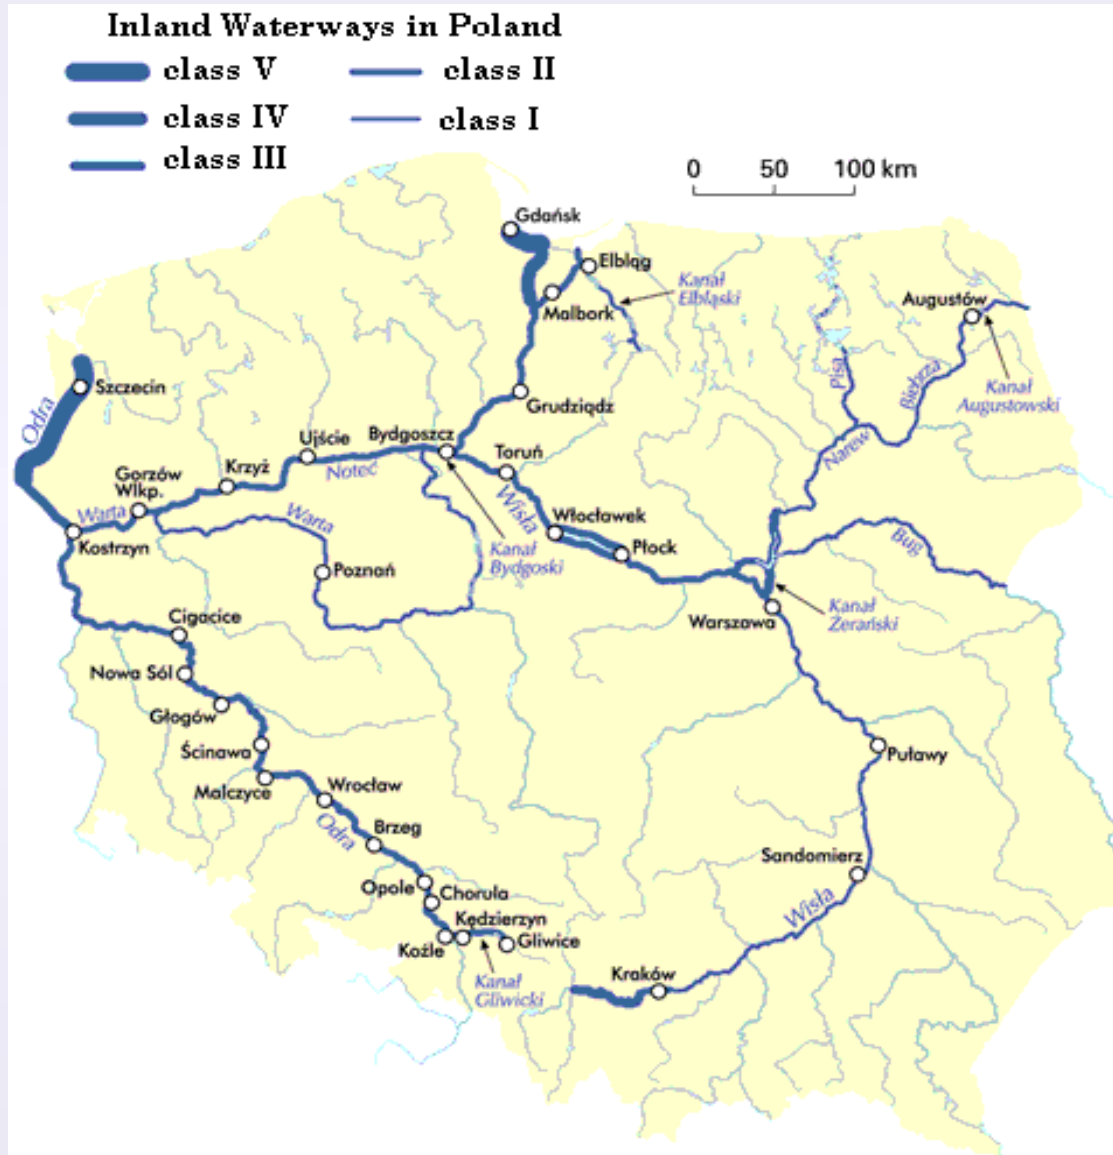 Inland Waterways in Poland
class V
class II
class IV
class I
class III
0 50 100 km
Gdańsk
Elbląg
Kanał
Elbląski
Malbork
Augustów
Kanał
Augustowski
Pisa
Biebrza
Narew
Szczecin
Odra
Grudziądz
Ujście
Bydgoszcz
Toruń
Noteć
Krzyż
Gorzów
Wlkp.
Warta
Kostrzyn
Warta
Poznań
Wisła
Włocławek
Kanał
Bydgoski
Płock
Bug
Kanał
Żerański
Warszawa
Cigacice
Nowa Sól
Głogów
Ścinawa
Malczyce
Wrocław
Odra
Brzeg
Opole
Chorula
Kędzierzyn
Koźle
Gliwice
Kanał
Gliwicki
Puławy
Sandomierz
Wisła
Kraków